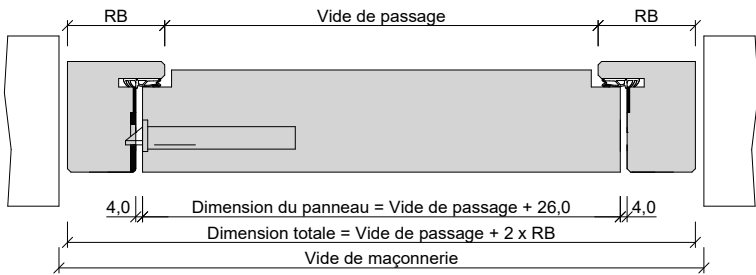 RB Vide de passage RB
4,0 Dimension du panneau = Vide de passage + 26,0 4,0
Dimension totale = Vide de passage + 2 x RB
Vide de maçonnerie